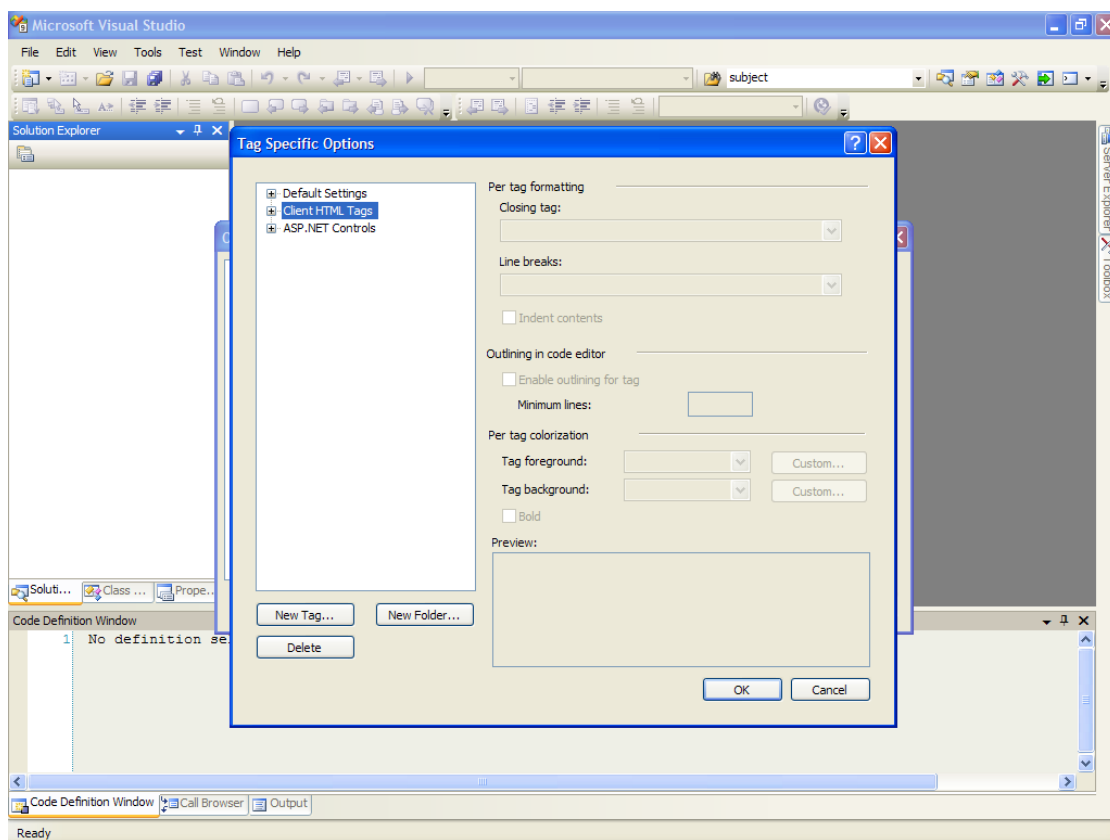 Microsoft Visual Studio
File Edit View Tools Test Window Help
subject
Solution Explorer
Server Explorer
Toolbox
Tag Specific Options
Default Settings
Client HTML Tags
ASP.NET Controls
Per tag formatting
Closing tag:
Line breaks:
Indent contents
Outlining in code editor
Enable outlining for tag
Minimum lines:
Per tag colorization
Tag foreground:
Custom...
Tag background:
Custom...
Bold
Preview:
New Tag... New Folder...
Delete
OK Cancel
Soluti... Class ... Prope...
Code Definition Window
1 No definition se
Code Definition Window Call Browser Output
Ready